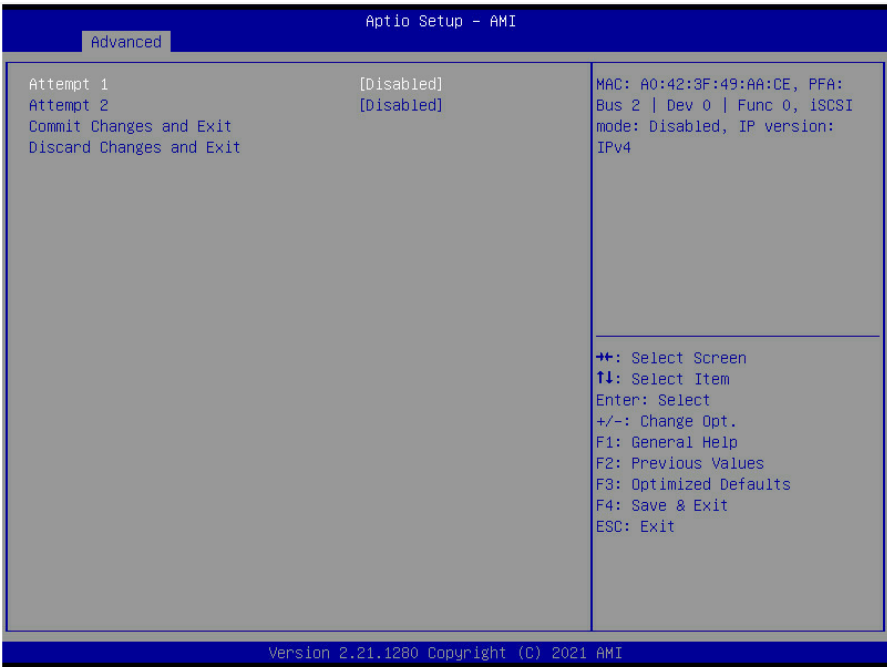 Aptio Setup – AMI
Advanced
Attempt 1 [Disabled]
Attempt 2 [Disabled]
Commit Changes and Exit
Discard Changes and Exit
MAC: A0:42:3F:49:AA:CE, PFA:
Bus 2 | Dev 0 | Func 0, iSCSI
mode: Disabled, IP version:
IPv4
→←: Select Screen
↑↓: Select Item
Enter: Select
+/-: Change Opt.
F1: General Help
F2: Previous Values
F3: Optimized Defaults
F4: Save & Exit
ESC: Exit
Version 2.21.1280 Copyright (C) 2021 AMI